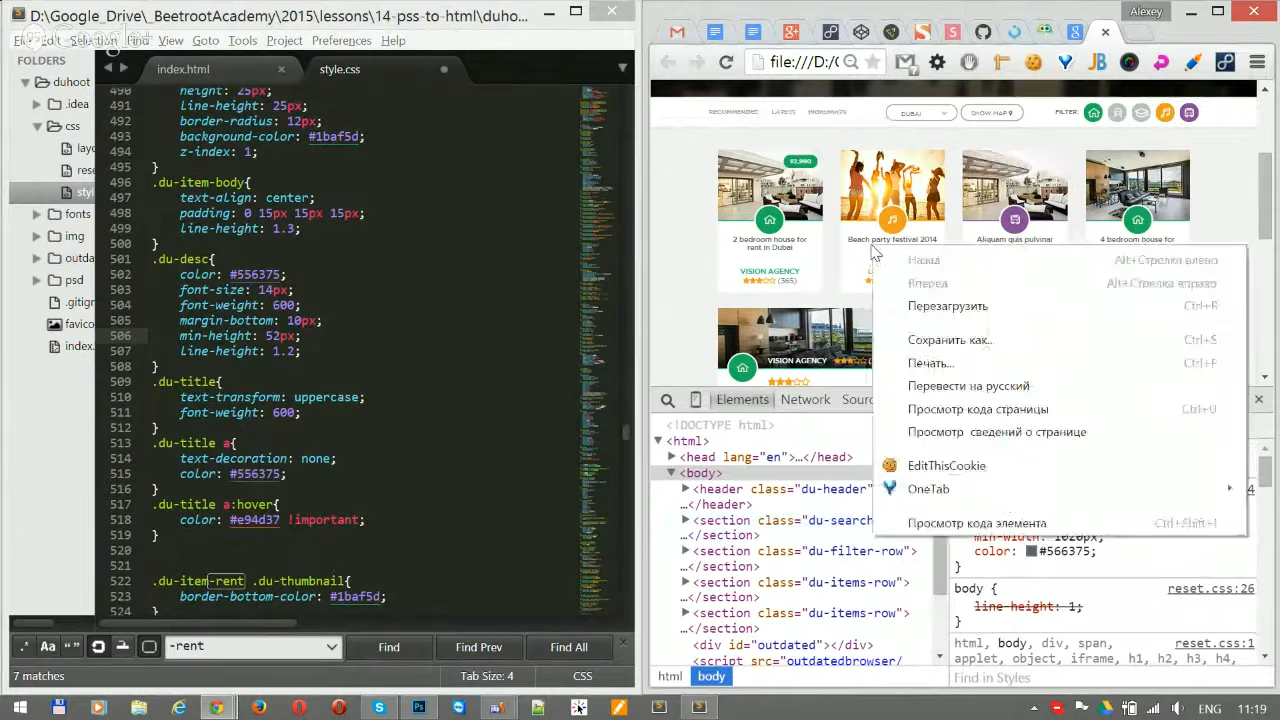 D:\Google_Drive\BeetrootAcademy\2015\lessons\14-pss-to-html\duho...
Selection Find View Goto Tools Project Preferences Help
FOLDERS
duhoot
idea
css
layo
rese
style
index.html
style.css
490 height: 25px;
491 line-height: 25px;
492 border-radius: 12px;
493 background-color: #1baf5d;
494 z-index: 1;
495
496 .du-item-body{
497 text-align: center;
498 padding: 15px 15px 15px;
499 line-height: 1.3;
500
501 .du-desc{
502 color: #556375;
503 font-size: 14px;
504 font-weight: 600;
505 margin-bottom: 10px;
506 min-height: 52px;
507 line-height: 1.2;
508
509 .du-title{
510 text-transform: uppercase;
511 font-weight: 600;
512
513 .du-title a{
514 text-decoration: none;
515 color: #556375;
516
517 .du-title a:hover{
518 color: #e94d37 !important;
519
520
521
522 .du-item-rent .du-thumbnail{
523 border-bottom-color: #1baf5d;
524
-rent
Find
Find Prev
Find All
7 matches
Tab Size: 4
CSS
Alexey
file:///D:/G
RECOMMENDED LATEST HIGHLIGHTS
DUBAI
SHOW MAP
FILTER:
$2,990
2 bedroom house for
rent in Dubai
VISION AGENCY
(365)
Beach party festival 2014
Aliquam quis pulvinar
4 bedroom house for
VISION AGENCY
Назад Alt+Стрелка влево
Вперед Alt+Стрелка вправо
Перезагрузить Ctrl+R
Сохранить как... Ctrl+S
Печать... Ctrl+P
Перевести на русский
Просмотр кода страницы Ctrl+U
Просмотр сведений о странице
EditThisCookie
OneTab
Просмотр кода элемента Ctrl+Shift+I
Elements Network Sou
<!DOCTYPE html>
<html>
<head lang="en">…</head>
<body>
<header class="du-header"
…</header>
<section class="du-search
…</section>
<section class="du-filter-row"
…</section>
<section class="du-items-row"
…</section>
<section class="du-items-row"
…</section>
<div id="outdated"></div>
<script src="outdatedbrowser/
min-width: 1020px;
color: #566375;
}
body { reset.css:26
line-height: 1;
}
html, body, div, span, reset.css:1
applet, object, iframe, h1, h2, h3, h4,
Find in Styles
html body
ENG 11:19